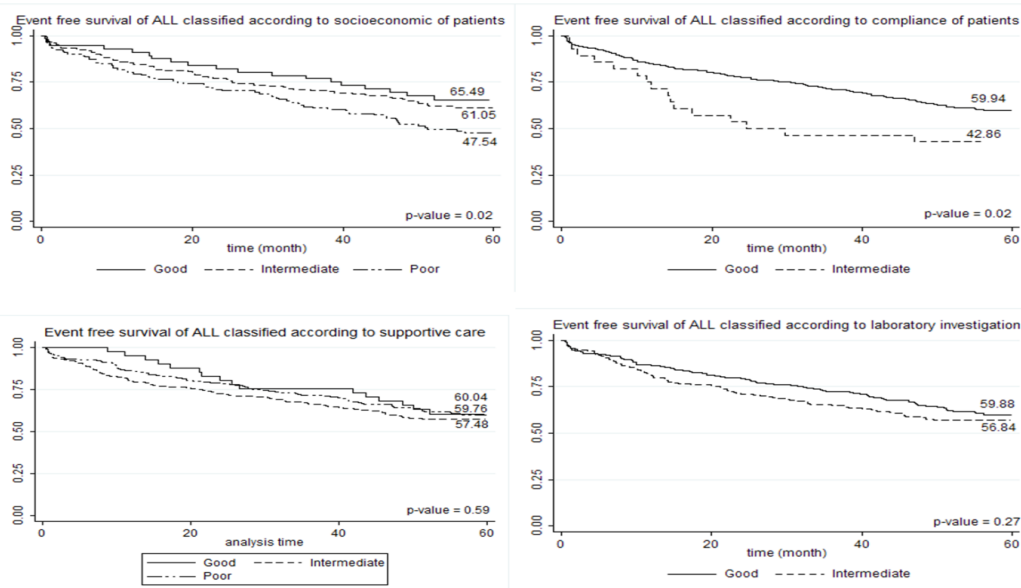 Event free survival of ALL classified according to socioeconomic of patients
1.00
0.75
0.50
0.25
0.00
65.49
61.05
47.54
p-value = 0.02
0 20 40 60
time (month)
Good Intermediate Poor
Event free survival of ALL classified according to compliance of patients
1.00
0.75
0.50
0.25
0.00
59.94
42.86
p-value = 0.02
0 20 40 60
time (month)
Good Intermediate
Event free survival of ALL classified according to supportive care
1.00
0.75
0.50
0.25
0.00
60.04
59.76
57.48
p-value = 0.59
0 20 40 60
analysis time
Good Intermediate
Poor
Event free survival of ALL classified according to laboratory investigation
1.00
0.75
0.50
0.25
0.00
59.88
56.84
p-value = 0.27
0 20 40 60
time (month)
Good Intermediate